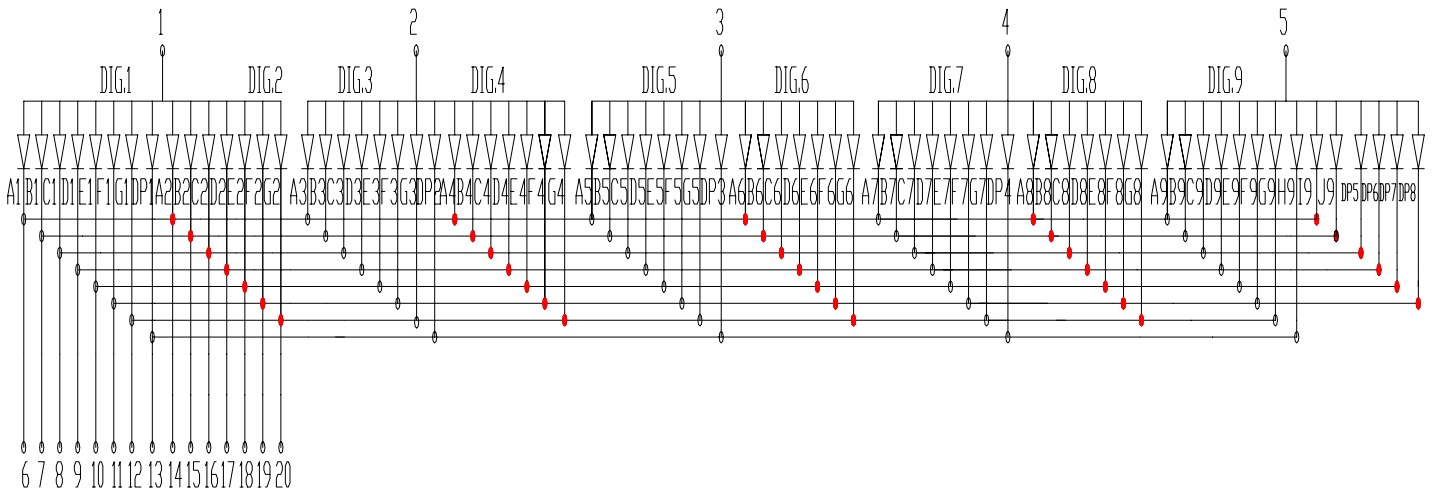 1 2 3 4 5
DIG.1 DIG.2 DIG.3 DIG.4 DIG.5 DIG.6 DIG.7 DIG.8 DIG.9
A1 B1 C1 D1 E1 F1 G1 DP1 A2 B2 C2 D2 E2 F2 G2 A3 B3 C3 D3 E3 F3 G3 DP2 A4 B4 C4 D4 E4 F4 G4 A5 B5 C5 D5 E5 F5 G5 DP3 A6 B6 C6 D6 E6 F6 G6 A7 B7 C7 D7 E7 F7 G7 DP4 A8 B8 C8 D8 E8 F8 G8 A9 B9 C9 D9 E9 F9 G9 H9 I9 J9 DP5 DP6 DP7 DP8
6 7 8 9 10 11 12 13 14 15 16 17 18 19 20